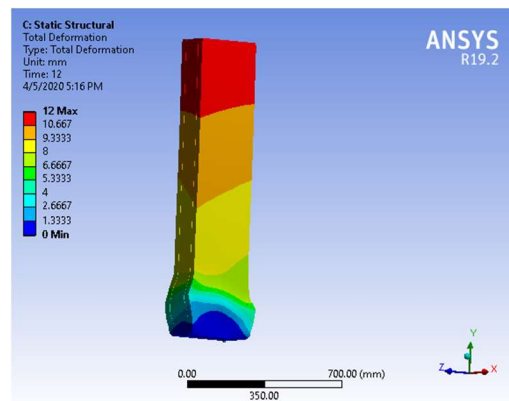 C: Static Structural
Total Deformation
Type: Total Deformation
Unit: mm
Time: 12
4/5/2020 5:16 PM
ANSYS
R19.2
12 Max
10.667
9.3333
8
6.6667
5.3333
4
2.6667
1.3333
0 Min
0.00
700.00 (mm)
350.00
Y
Z
X